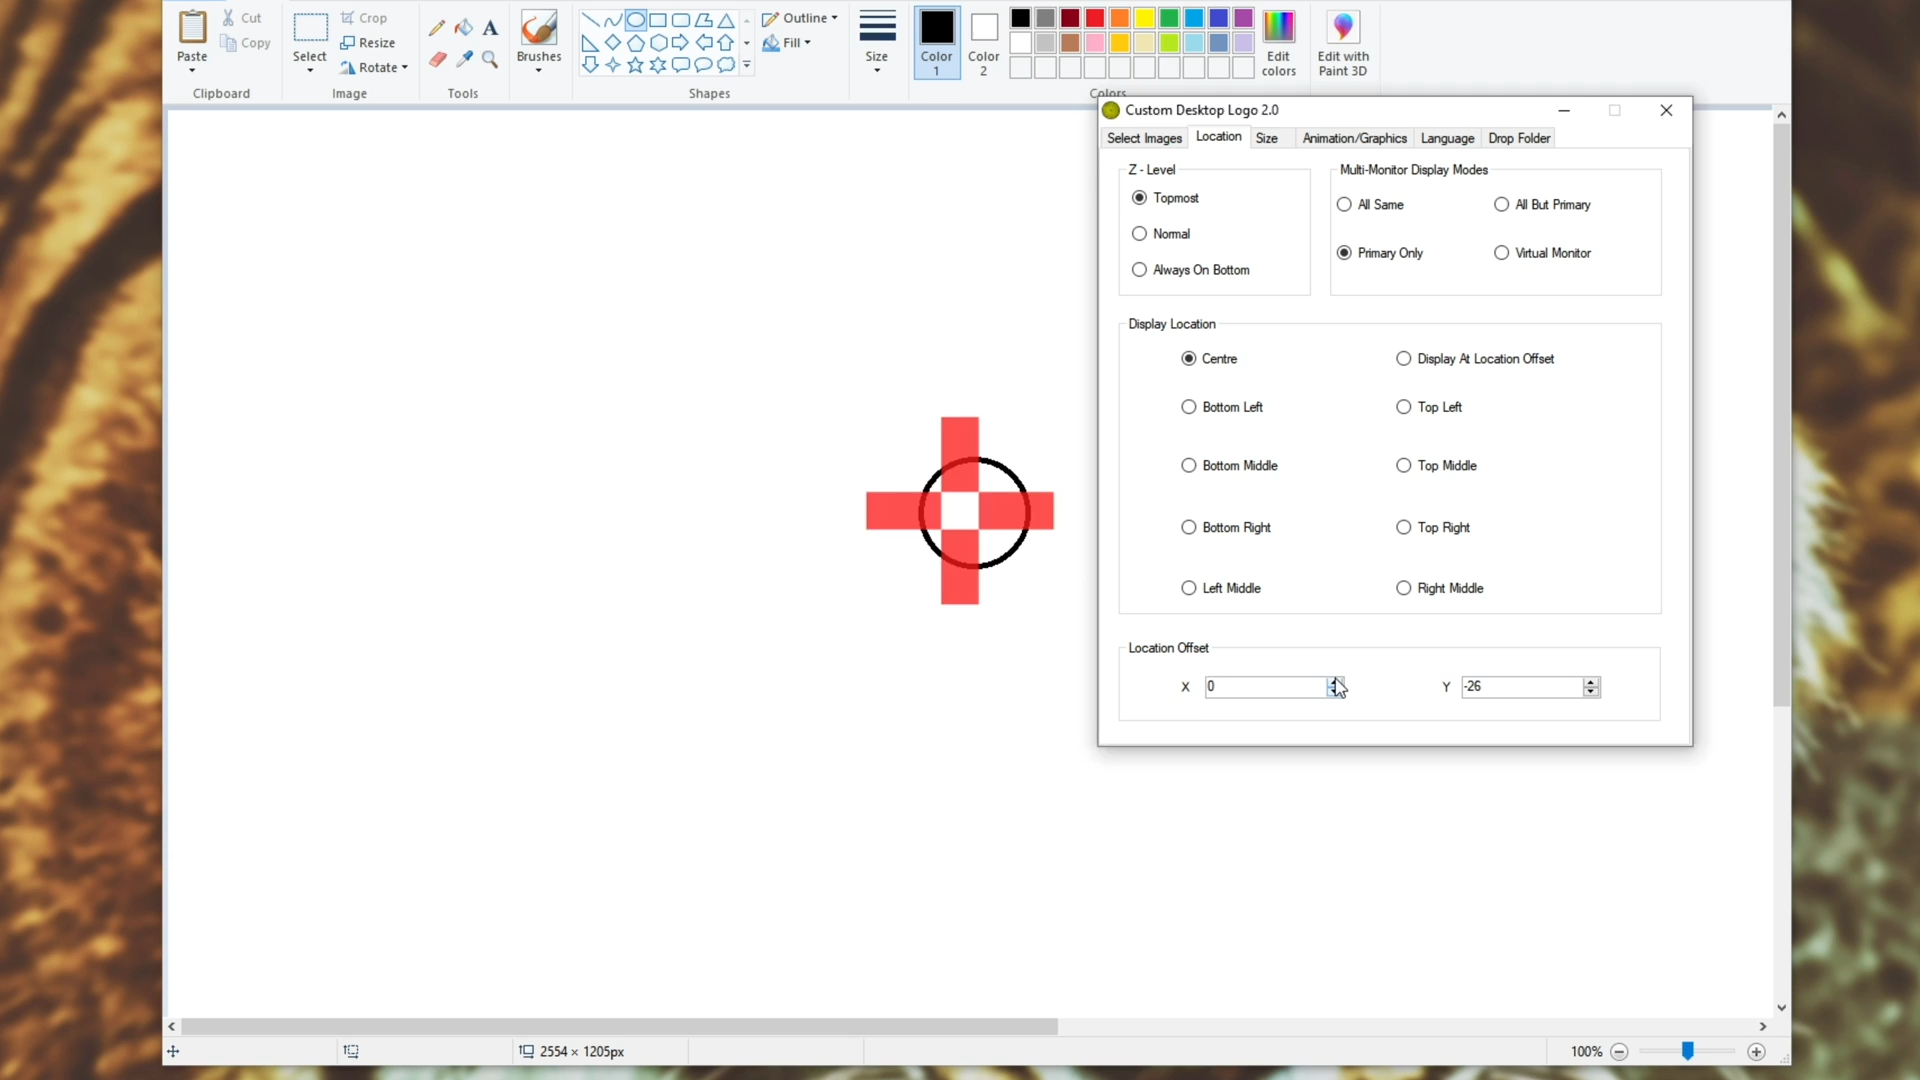 Paste
Cut
Copy
Clipboard
Select
Crop
Resize
Rotate
Image
A
Tools
Brushes
Outline
Fill
Shapes
Size
Color
1
Color
2
Edit
colors
Edit with
Paint 3D
Colors
Custom Desktop Logo 2.0
Select Images Location Size Animation/Graphics Language Drop Folder
Z - Level
Topmost
Normal
Always On Bottom
Multi-Monitor Display Modes
All Same All But Primary
Primary Only Virtual Monitor
Display Location
Centre Display At Location Offset
Bottom Left Top Left
Bottom Middle Top Middle
Bottom Right Top Right
Left Middle Right Middle
Location Offset
X 0 Y -26
2554 × 1205px
100%